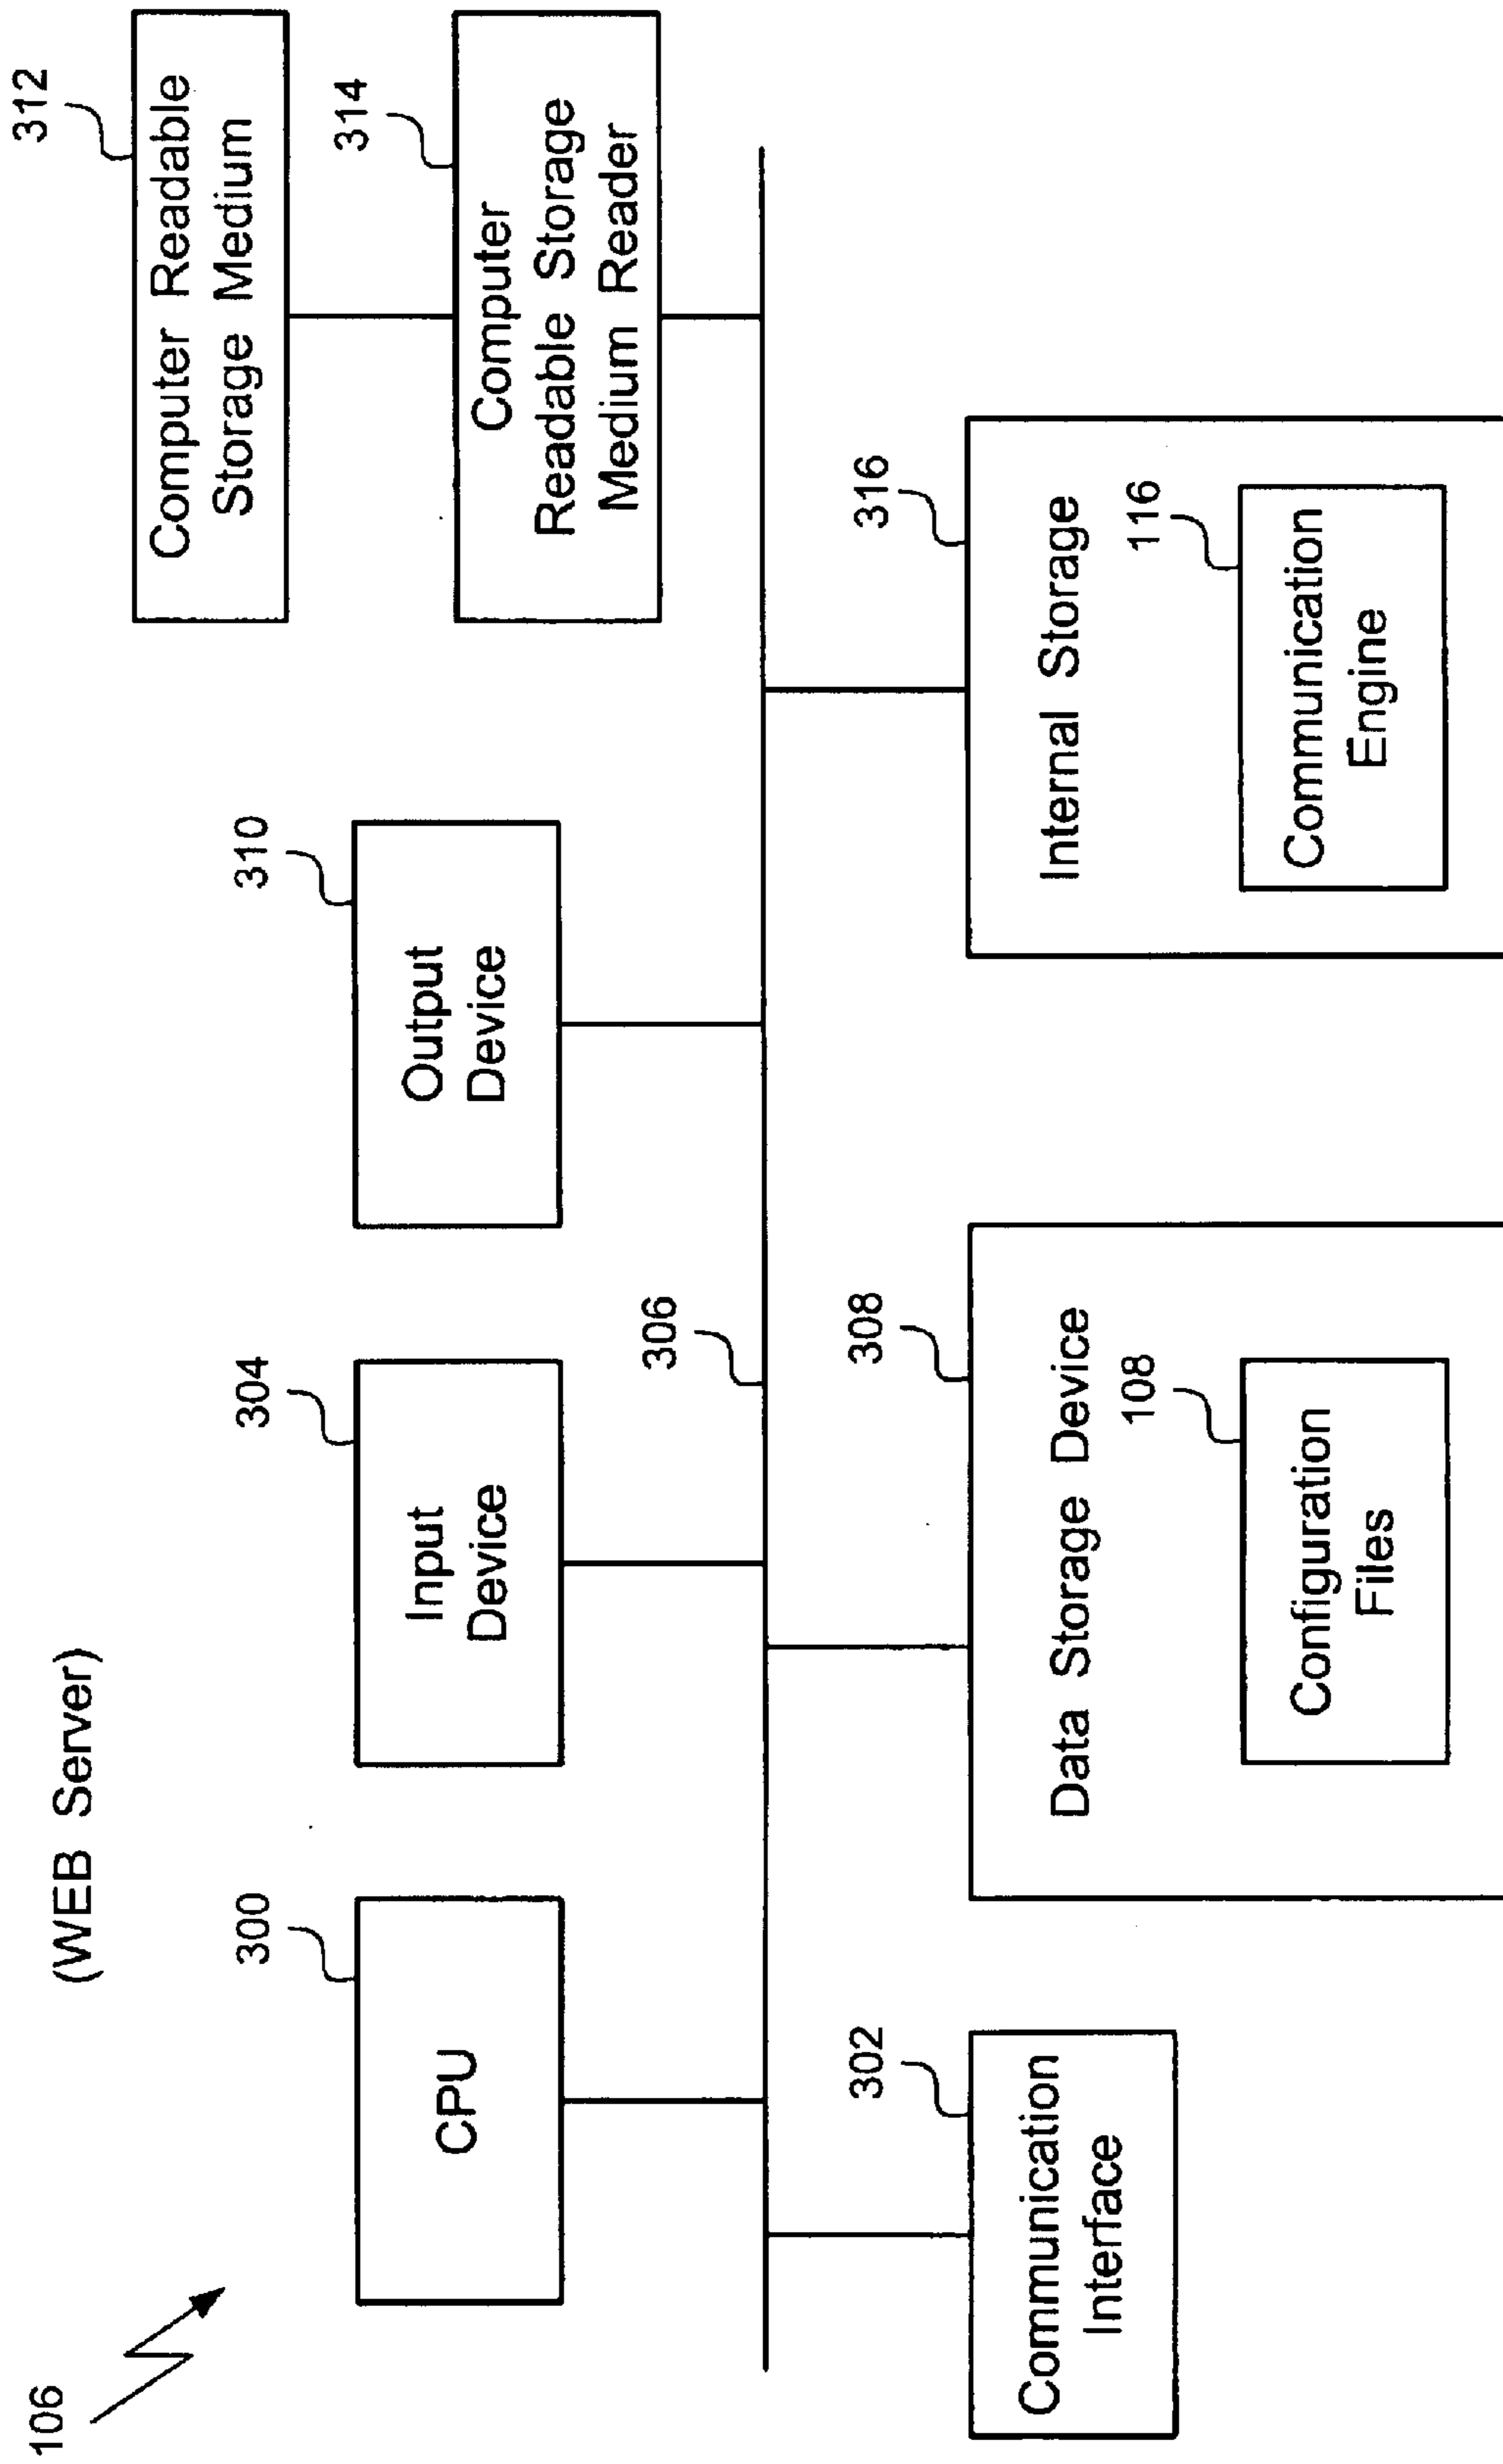 106
(WEB Server)
300
CPU
304
Input
Device
310
Output
Device
312
Computer Readable
Storage Medium
314
Computer
Readable Storage
Medium Reader
306
302
Communication
Interface
308
Data Storage Device
108
Configuration
Files
316
Internal Storage
116
Communication
Engine